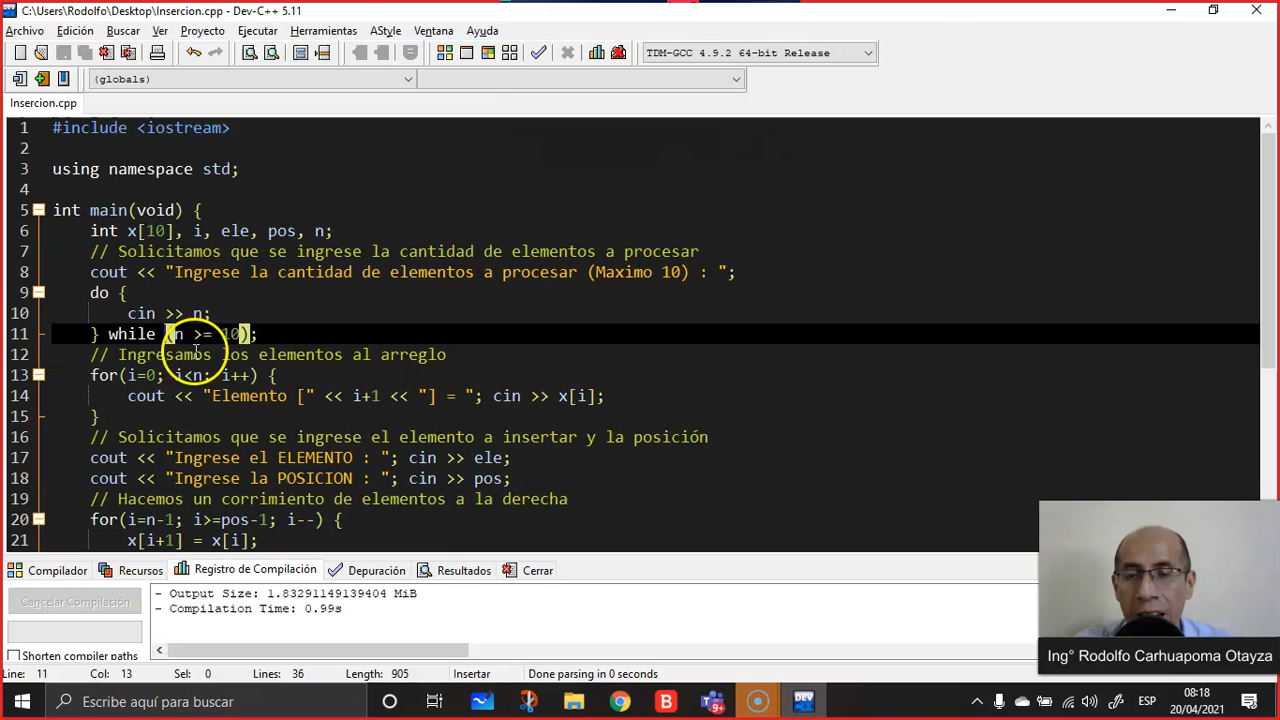 C:\Users\Rodolfo\Desktop\Insercion.cpp - Dev-C++ 5.11
Archivo Edición Buscar Ver Proyecto Ejecutar Herramientas AStyle Ventana Ayuda
TDM-GCC 4.9.2 64-bit Release
(globals)
Insercion.cpp
1 #include <iostream>
2
3 using namespace std;
4
5 int main(void) {
6 int x[10], i, ele, pos, n;
7 // Solicitamos que se ingrese la cantidad de elementos a procesar
8 cout << "Ingrese la cantidad de elementos a procesar (Maximo 10) : ";
9 do {
10 cin >> n;
11 } while (n >= 10);
12 // Ingresamos los elementos al arreglo
13 for(i=0; i<n; i++) {
14 cout << "Elemento [" << i+1 << "] = "; cin >> x[i];
15 }
16 // Solicitamos que se ingrese el elemento a insertar y la posición
17 cout << "Ingrese el ELEMENTO : "; cin >> ele;
18 cout << "Ingrese la POSICION : "; cin >> pos;
19 // Hacemos un corrimiento de elementos a la derecha
20 for(i=n-1; i>=pos-1; i--) {
21 x[i+1] = x[i];
Compilador Recursos Registro de Compilación Depuración Resultados Cerrar
Cancelar Compilación
- Output Size: 1.83291149139404 MiB
- Compilation Time: 0.99s
Shorten compiler paths
Ing° Rodolfo Carhuapoma Otayza
Line: 11 Col: 13 Sel: 0 Lines: 36 Length: 905 Insertar Done parsing in 0 seconds
Escribe aquí para buscar
B
9+
DEV
ESP
08:18
20/04/2021